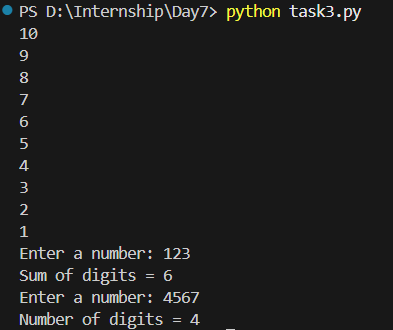 PS D:\Internship\Day7> python task3.py
10
9
8
7
6
5
4
3
2
1
Enter a number: 123
Sum of digits = 6
Enter a number: 4567
Number of digits = 4